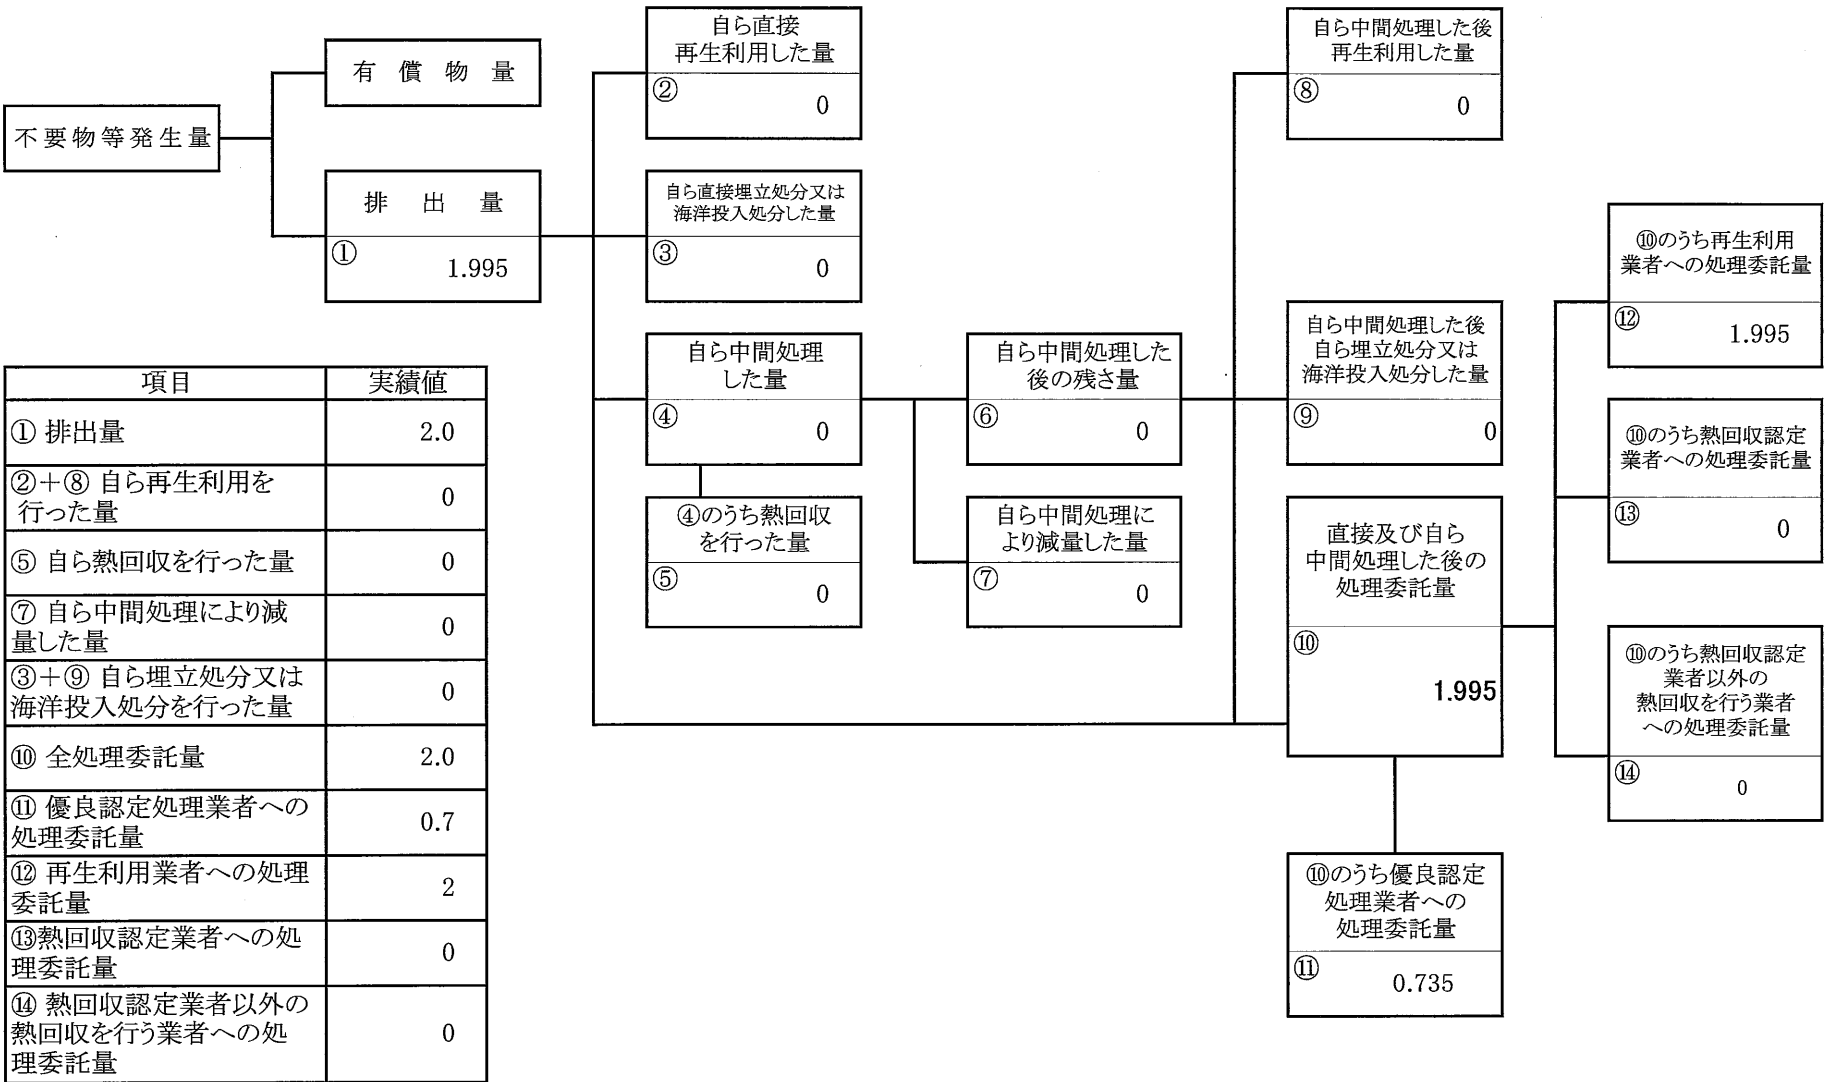 不要物等発生量
有償物量
排出量
①
1.995
自ら直接
再生利用した量
②
0
自ら直接埋立処分又は
海洋投入処分した量
③
0
自ら中間処理
した量
④
0
④のうち熱回収
を行った量
⑤
0
自ら中間処理した
後の残さ量
⑥
0
自ら中間処理に
より減量した量
⑦
0
自ら中間処理した後
再生利用した量
⑧
0
自ら中間処理した後
自ら埋立処分又は
海洋投入処分した量
⑨
0
直接及び自ら
中間処理した後の
処理委託量
⑩
1.995
⑩のうち優良認定
処理業者への
処理委託量
⑪
0.735
⑩のうち再生利用
業者への処理委託量
⑫
1.995
⑩のうち熱回収認定
業者への処理委託量
⑬
0
⑩のうち熱回収認定
業者以外の
熱回収を行う業者
への処理委託量
⑭
0
項目 実績値
① 排出量 2.0
②+⑧ 自ら再生利用を
行った量 0
⑤ 自ら熱回収を行った量 0
⑦ 自ら中間処理により減
量した量 0
③+⑨ 自ら埋立処分又は
海洋投入処分を行った量 0
⑩ 全処理委託量 2.0
⑪ 優良認定処理業者への
処理委託量 0.7
⑫ 再生利用業者への処理
委託量 2
⑬熱回収認定業者への処
理委託量 0
⑭ 熱回収認定業者以外の
熱回収を行う業者への処
理委託量 0